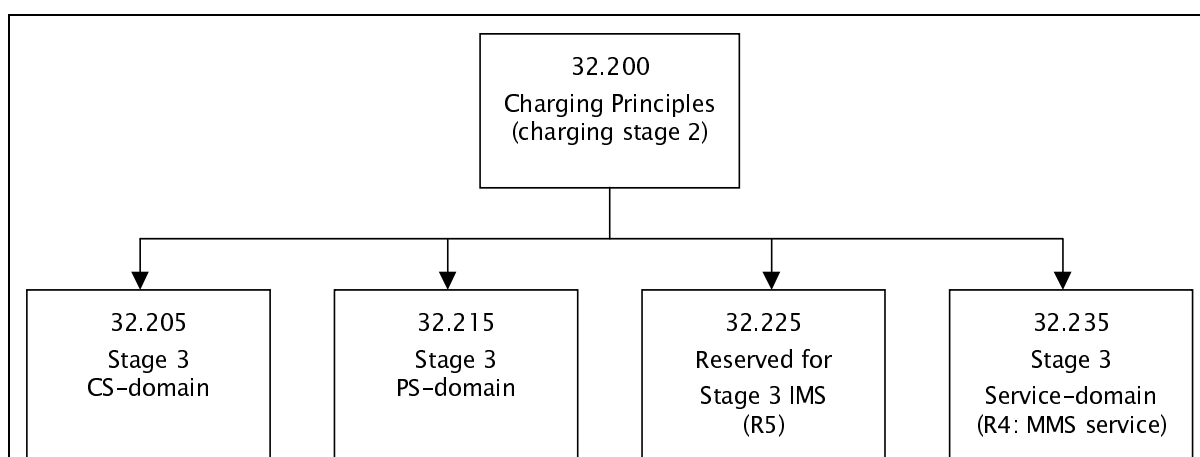 32.200
Charging Principles
(charging stage 2)
32.205
Stage 3
CS-domain
32.215
Stage 3
PS-domain
32.225
Reserved for
Stage 3 IMS
(R5)
32.235
Stage 3
Service-domain
(R4: MMS service)